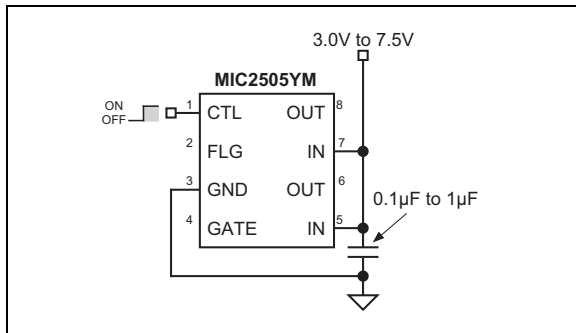 3.0V to 7.5V
MIC2505YM
ON
OFF
1 CTL OUT 8
2 FLG IN 7
3 GND OUT 6
4 GATE IN 5
0.1µF to 1µF